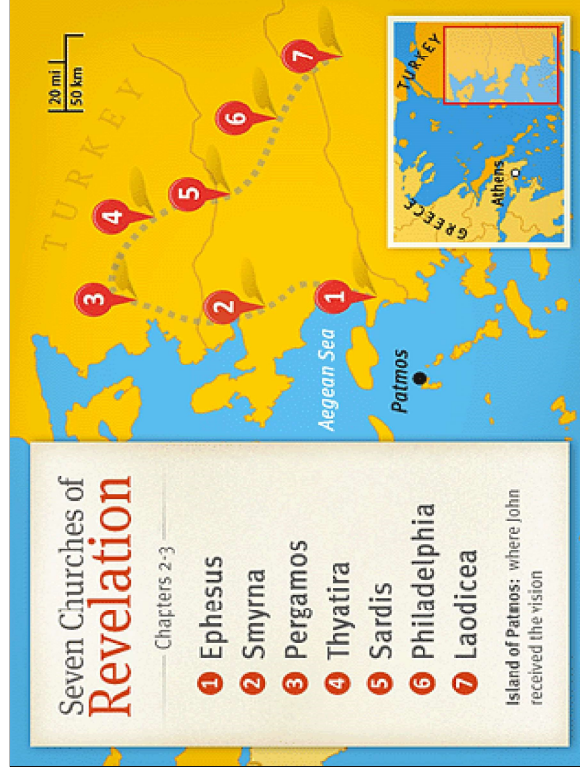 Seven Churches of
Revelation
Chapters 2-3
1 Ephesus
2 Smyrna
3 Pergamos
4 Thyatira
5 Sardis
6 Philadelphia
7 Laodicea
Island of Patmos: where John
received the vision
20 mi
50 km
TURKEY
1
2
3
4
5
6
7
Aegean Sea
Patmos
GREECE
TURKEY
Athens